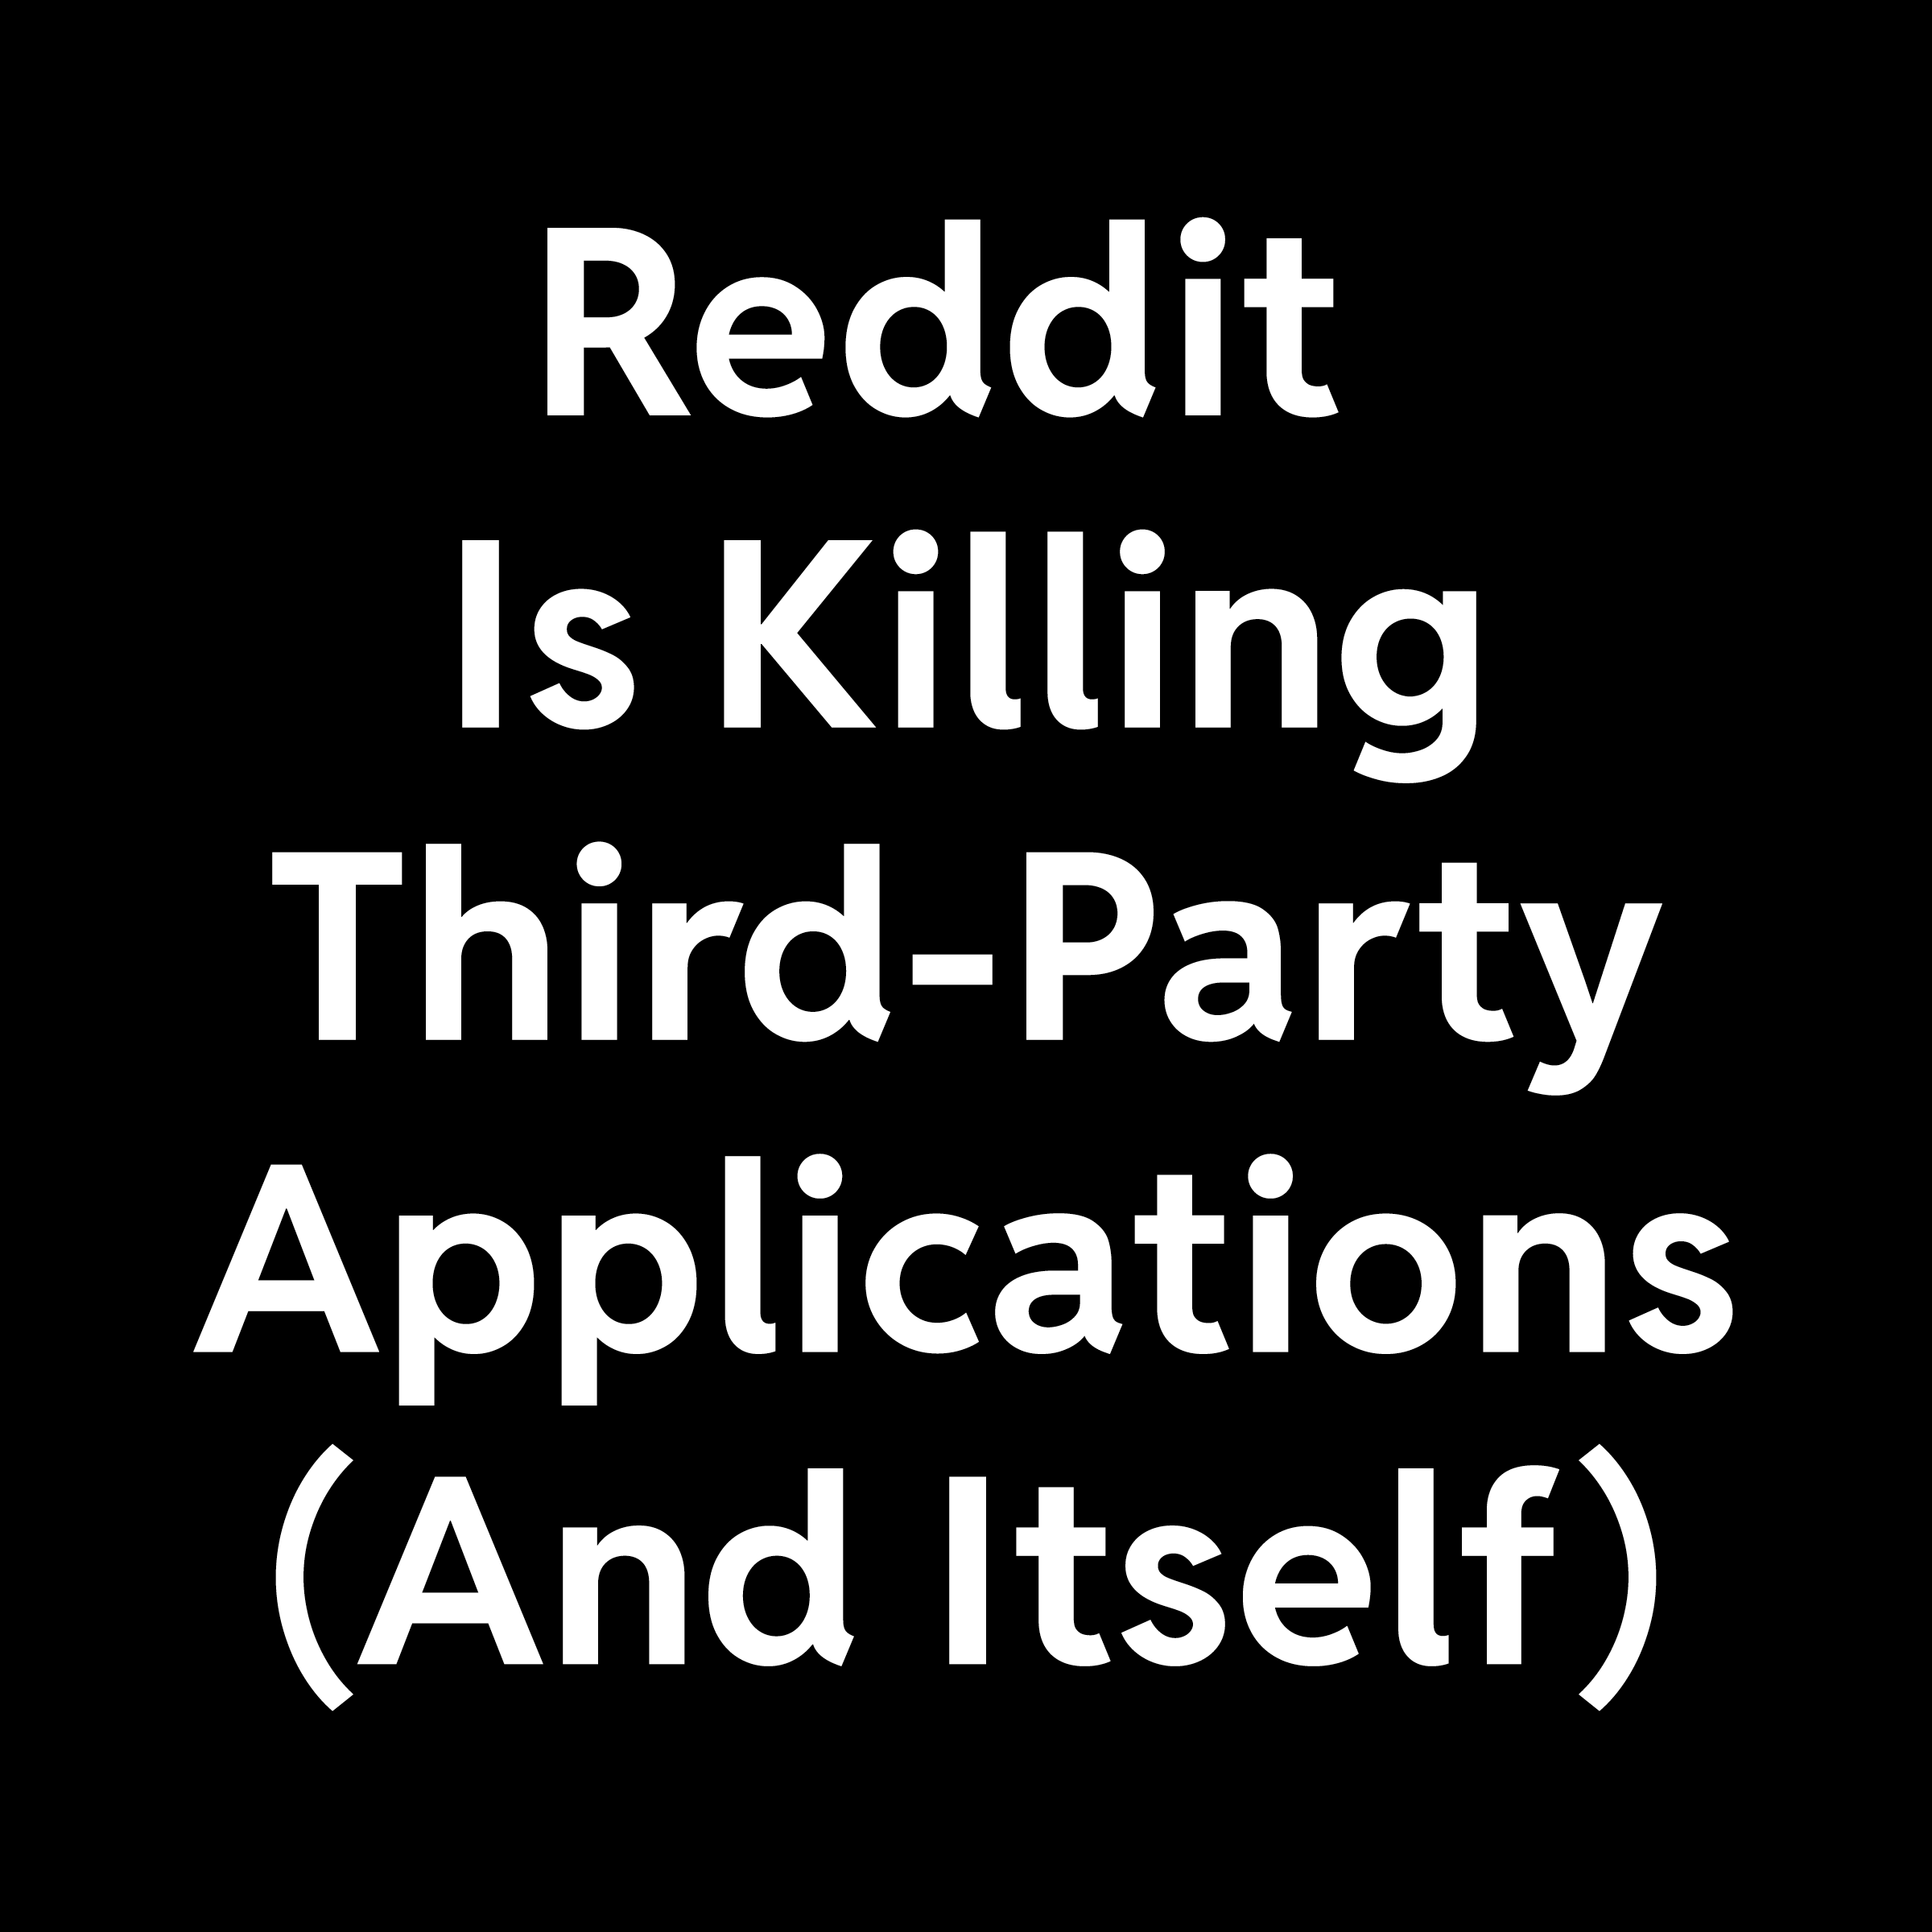 Reddit
Is Killing
Third-Party
Applications
(And Itself)